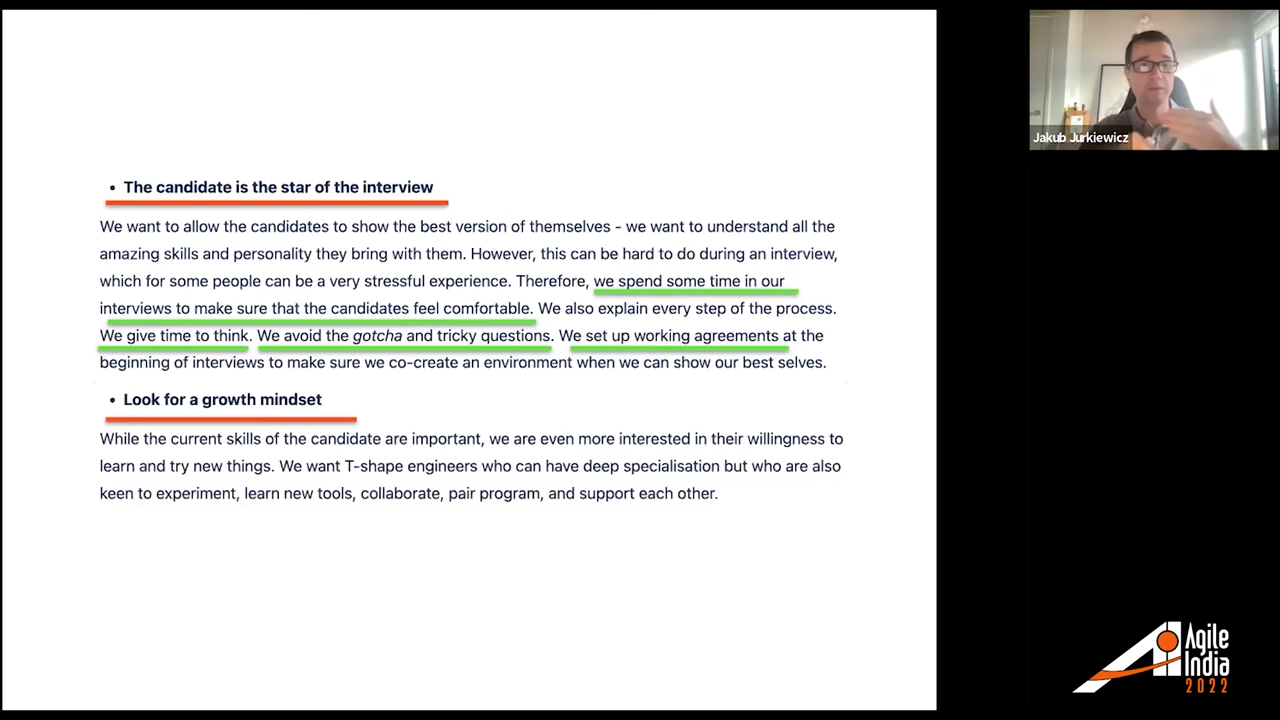 • The candidate is the star of the interview
We want to allow the candidates to show the best version of themselves - we want to understand all the
amazing skills and personality they bring with them. However, this can be hard to do during an interview,
which for some people can be a very stressful experience. Therefore, we spend some time in our
interviews to make sure that the candidates feel comfortable. We also explain every step of the process.
We give time to think. We avoid the gotcha and tricky questions. We set up working agreements at the
beginning of interviews to make sure we co-create an environment when we can show our best selves.
• Look for a growth mindset
While the current skills of the candidate are important, we are even more interested in their willingness to
learn and try new things. We want T-shape engineers who can have deep specialisation but who are also
keen to experiment, learn new tools, collaborate, pair program, and support each other.
Jakub Jurkiewicz
Agile
India
2022